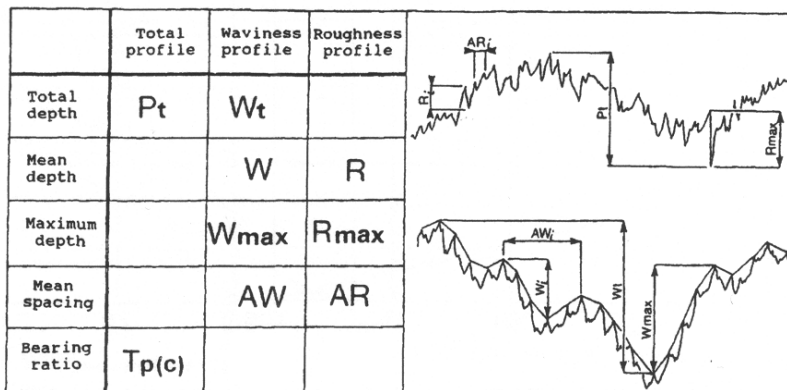 Total profile
Waviness profile
Roughness profile
Total depth
Pt
Wt
Mean depth
W
R
Maximum depth
Wmax
Rmax
Mean spacing
AW
AR
Bearing ratio
Tp(c)
ARi
Ri
Pt
Rmax
AWi
Wi
Wt
Wmax